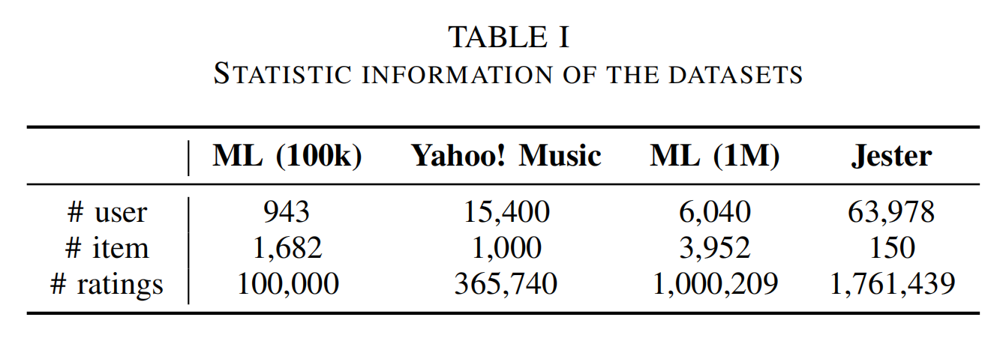 TABLE I
STATISTIC INFORMATION OF THE DATASETS
ML (100k) Yahoo! Music ML (1M) Jester
# user 943 15,400 6,040 63,978
# item 1,682 1,000 3,952 150
# ratings 100,000 365,740 1,000,209 1,761,439